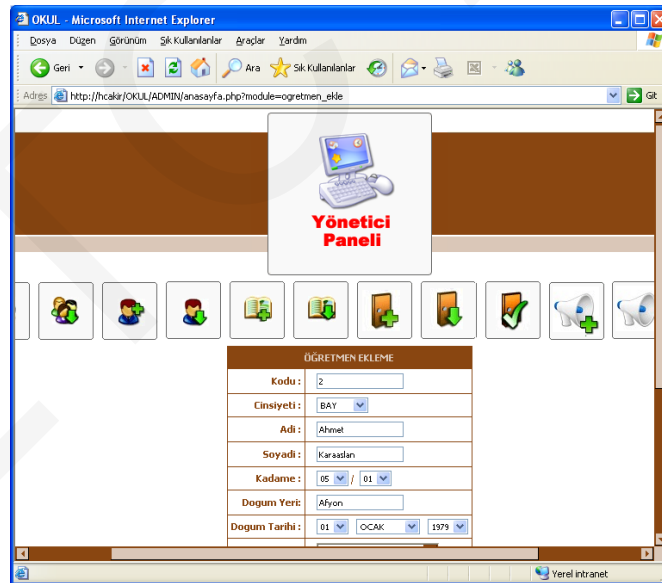 OKUL - Microsoft Internet Explorer
Dosya Düzen Görünüm Sık Kullanılanlar Araçlar Yardım
Geri Ara Sık Kullanılanlar
Adres http://hcakir/OKUL/ADMIN/anasayfa.php?module=ogretmen_ekle Git
Yönetici
Paneli
ÖĞRETMEN EKLEME
Kodu : 2
Cinsiyeti : BAY
Adi : Ahmet
Soyadi : Karaaslan
Kadame : 05 / 01
Dogum Yeri: Afyon
Dogum Tarihi : 01 OCAK 1979
Yerel intranet